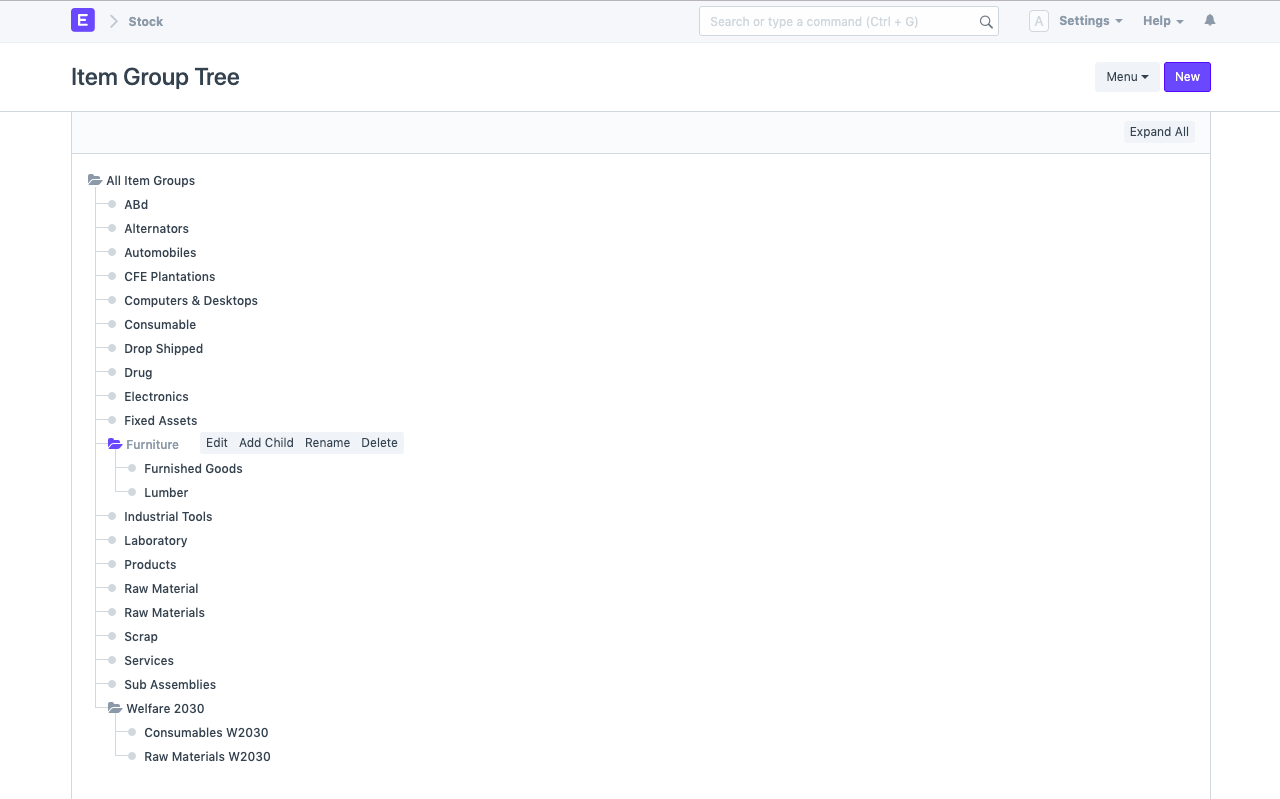 E Stock Search or type a command (Ctrl + G) A Settings Help
Item Group Tree Menu New
Expand All
All Item Groups
ABd
Alternators
Automobiles
CFE Plantations
Computers & Desktops
Consumable
Drop Shipped
Drug
Electronics
Fixed Assets
Furniture Edit Add Child Rename Delete
Furnished Goods
Lumber
Industrial Tools
Laboratory
Products
Raw Material
Raw Materials
Scrap
Services
Sub Assemblies
Welfare 2030
Consumables W2030
Raw Materials W2030